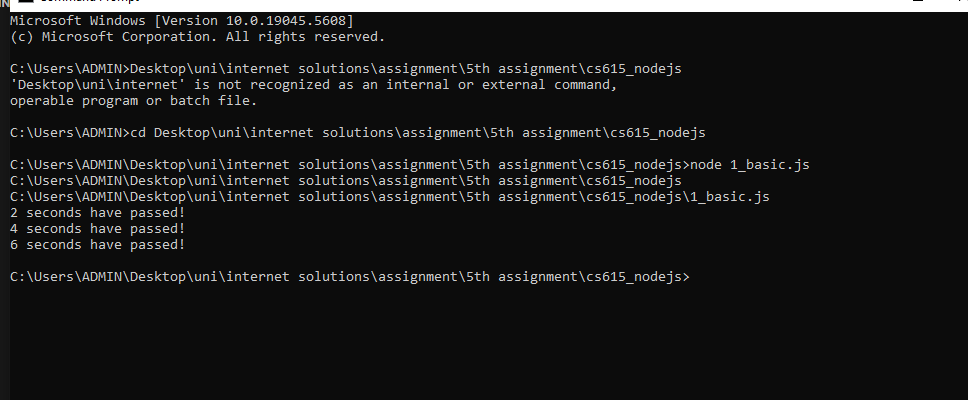 Microsoft Windows [Version 10.0.19045.5608]
(c) Microsoft Corporation. All rights reserved.
C:\Users\ADMIN>Desktop\uni\internet solutions\assignment\5th assignment\cs615_nodejs
'Desktop\uni\internet' is not recognized as an internal or external command,
operable program or batch file.
C:\Users\ADMIN>cd Desktop\uni\internet solutions\assignment\5th assignment\cs615_nodejs
C:\Users\ADMIN\Desktop\uni\internet solutions\assignment\5th assignment\cs615_nodejs>node 1_basic.js
C:\Users\ADMIN\Desktop\uni\internet solutions\assignment\5th assignment\cs615_nodejs
C:\Users\ADMIN\Desktop\uni\internet solutions\assignment\5th assignment\cs615_nodejs\1_basic.js
2 seconds have passed!
4 seconds have passed!
6 seconds have passed!
C:\Users\ADMIN\Desktop\uni\internet solutions\assignment\5th assignment\cs615_nodejs>